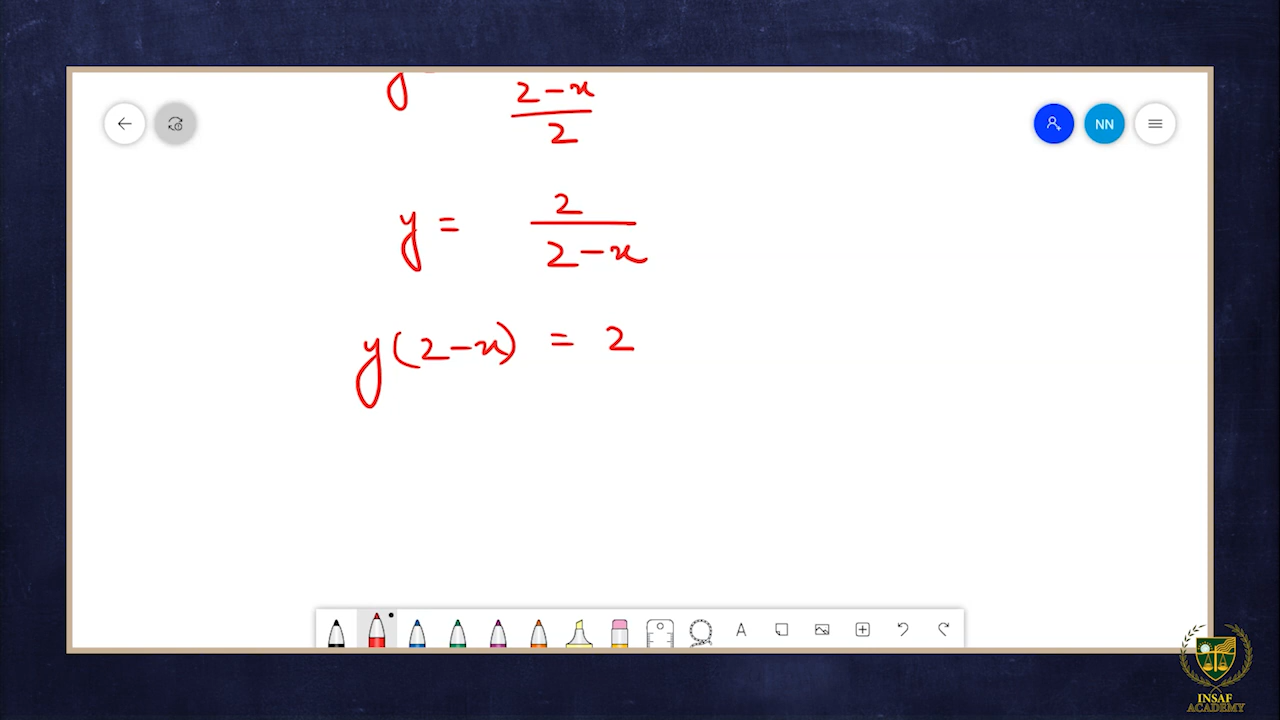 y
2-x
2
y = 2
2-x
y(2-x) = 2
NN
A
INSAF
ACADEMY